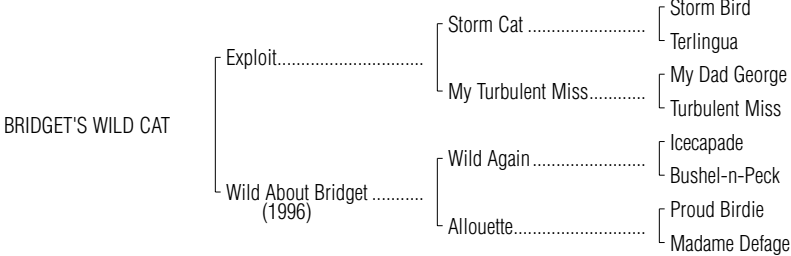 Storm Bird
Storm Cat .........................
Terlingua
Exploit...............................
My Dad George
My Turbulent Miss............
Turbulent Miss
BRIDGET'S WILD CAT
Icecapade
Wild Again........................
Bushel-n-Peck
Wild About Bridget ...........
(1996)
Proud Birdie
Allouette............................
Madame Defage